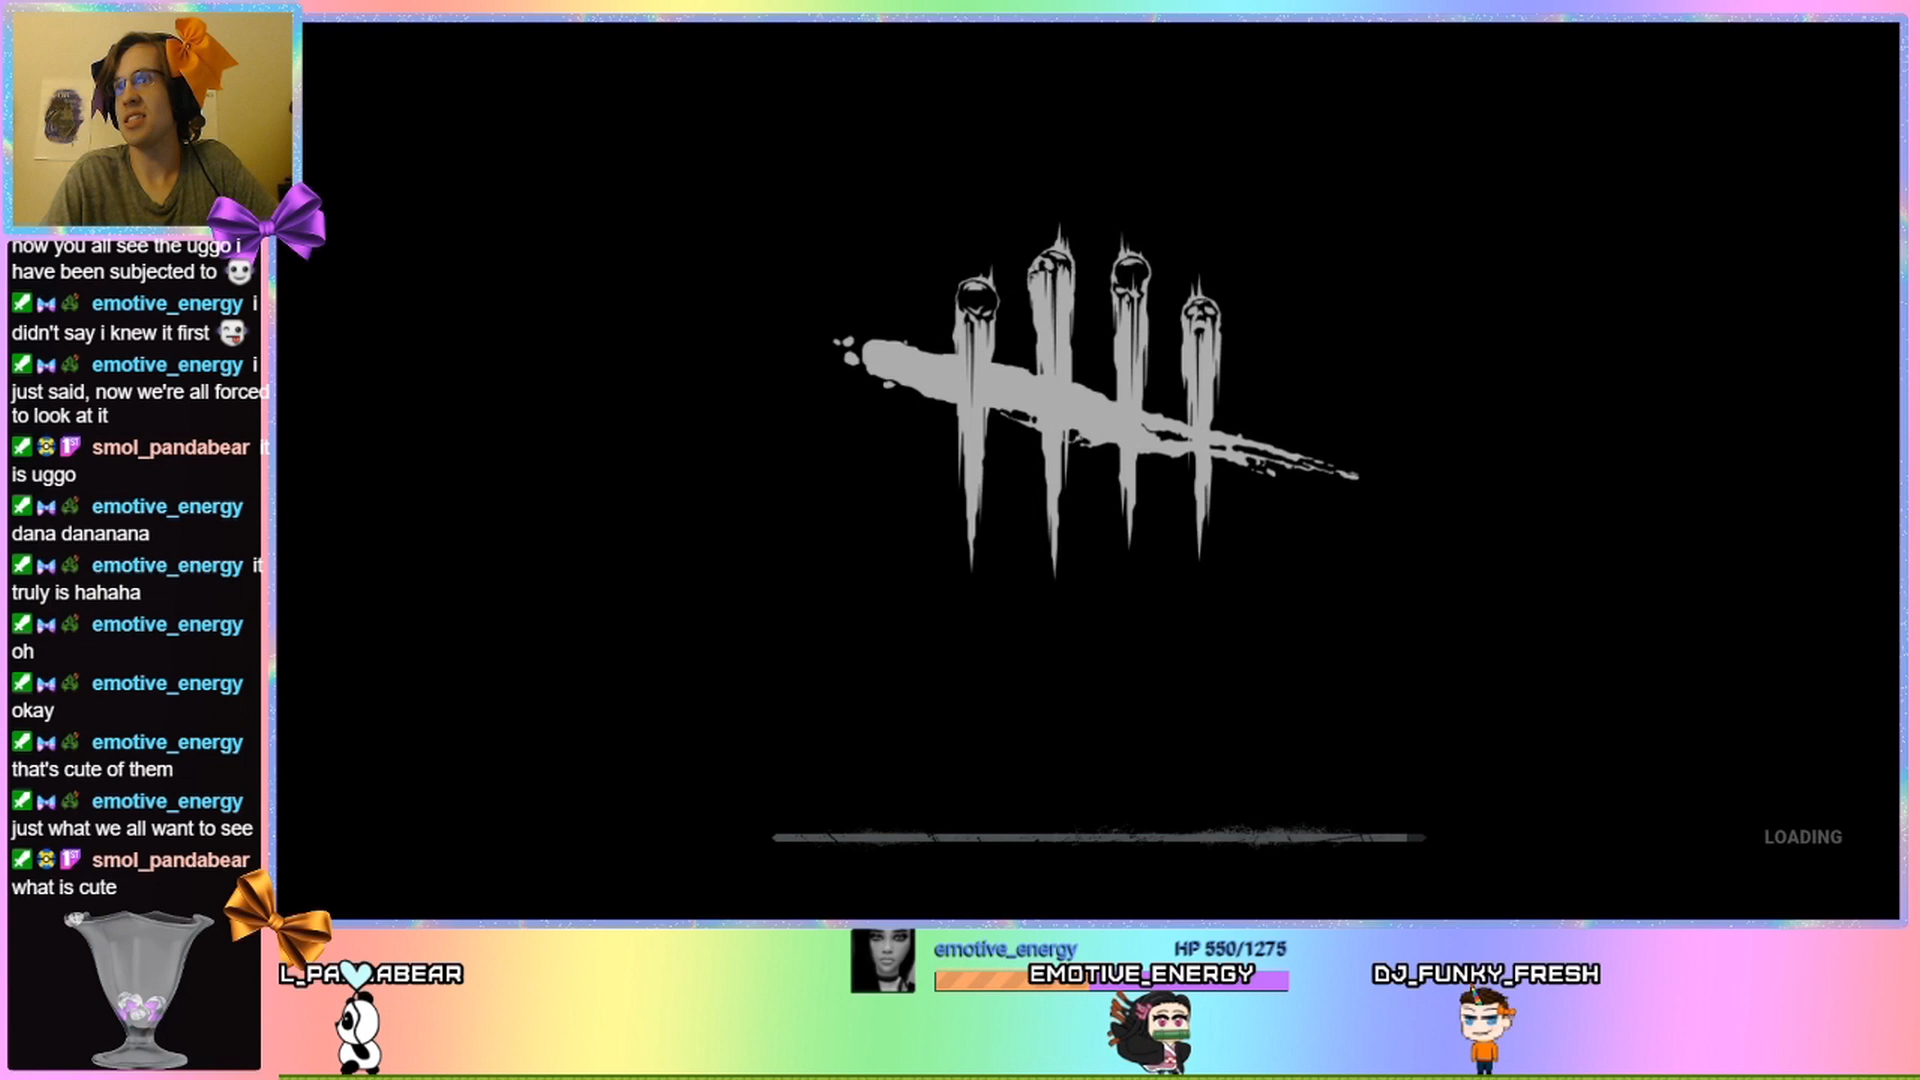 now you all see the uggo i
have been subjected to
emotive_energy i
didn't say i knew it first
emotive_energy i
just said, now we're all forced
to look at it
smol_pandabear it
is uggo
emotive_energy
dana dananana
emotive_energy it
truly is hahaha
emotive_energy
oh
emotive_energy
okay
emotive_energy
that's cute of them
emotive_energy
just what we all want to see
smol_pandabear
what is cute
LOADING
emotive_energy HP 550/1275
EMOTIVE_ENERGY
DJ_FUNKY_FRESH